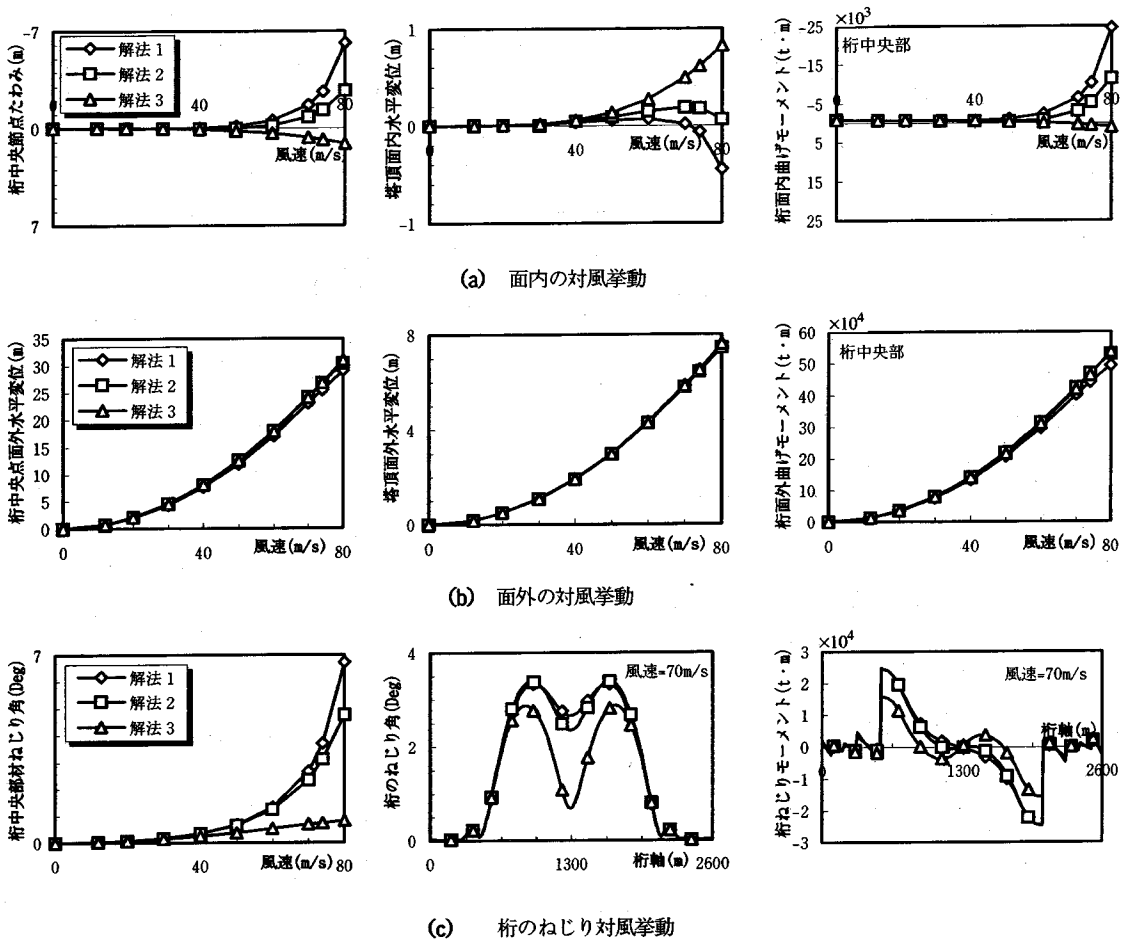 桁中央節点たわみ(m)
-7
0
7
解法 1
解法 2
解法 3
0
40
80
風速(m/s)
塔頂面内水平変位(m)
1
0
-1
0
40
80
風速(m/s)
桁面内曲げモーメント(t・m)
×10³
-25
-15
-5
5
15
25
桁中央部
0
40
80
風速(m/s)
(a) 面内の対風挙動
桁中央点面外水平変位(m)
35
30
25
20
15
10
5
0
解法 1
解法 2
解法 3
0
40
風速(m/s)
80
塔頂面外水平変位(m)
8
4
0
0
40
風速(m/s)
80
桁面外曲げモーメント(t・m)
×10⁴
60
50
40
30
20
10
0
桁中央部
0
40
風速(m/s)
80
(b) 面外の対風挙動
桁中央部材ねじり角(Deg)
7
0
解法 1
解法 2
解法 3
0
40
風速(m/s)
80
桁のねじり角(Deg)
4
2
0
風速=70m/s
0
1300
桁軸(m)
2600
桁ねじりモーメント(t・m)
×10⁴
3
2
1
0
-1
-2
-3
風速=70m/s
桁軸(m)
0
1300
2600
(c) 桁のねじり対風挙動